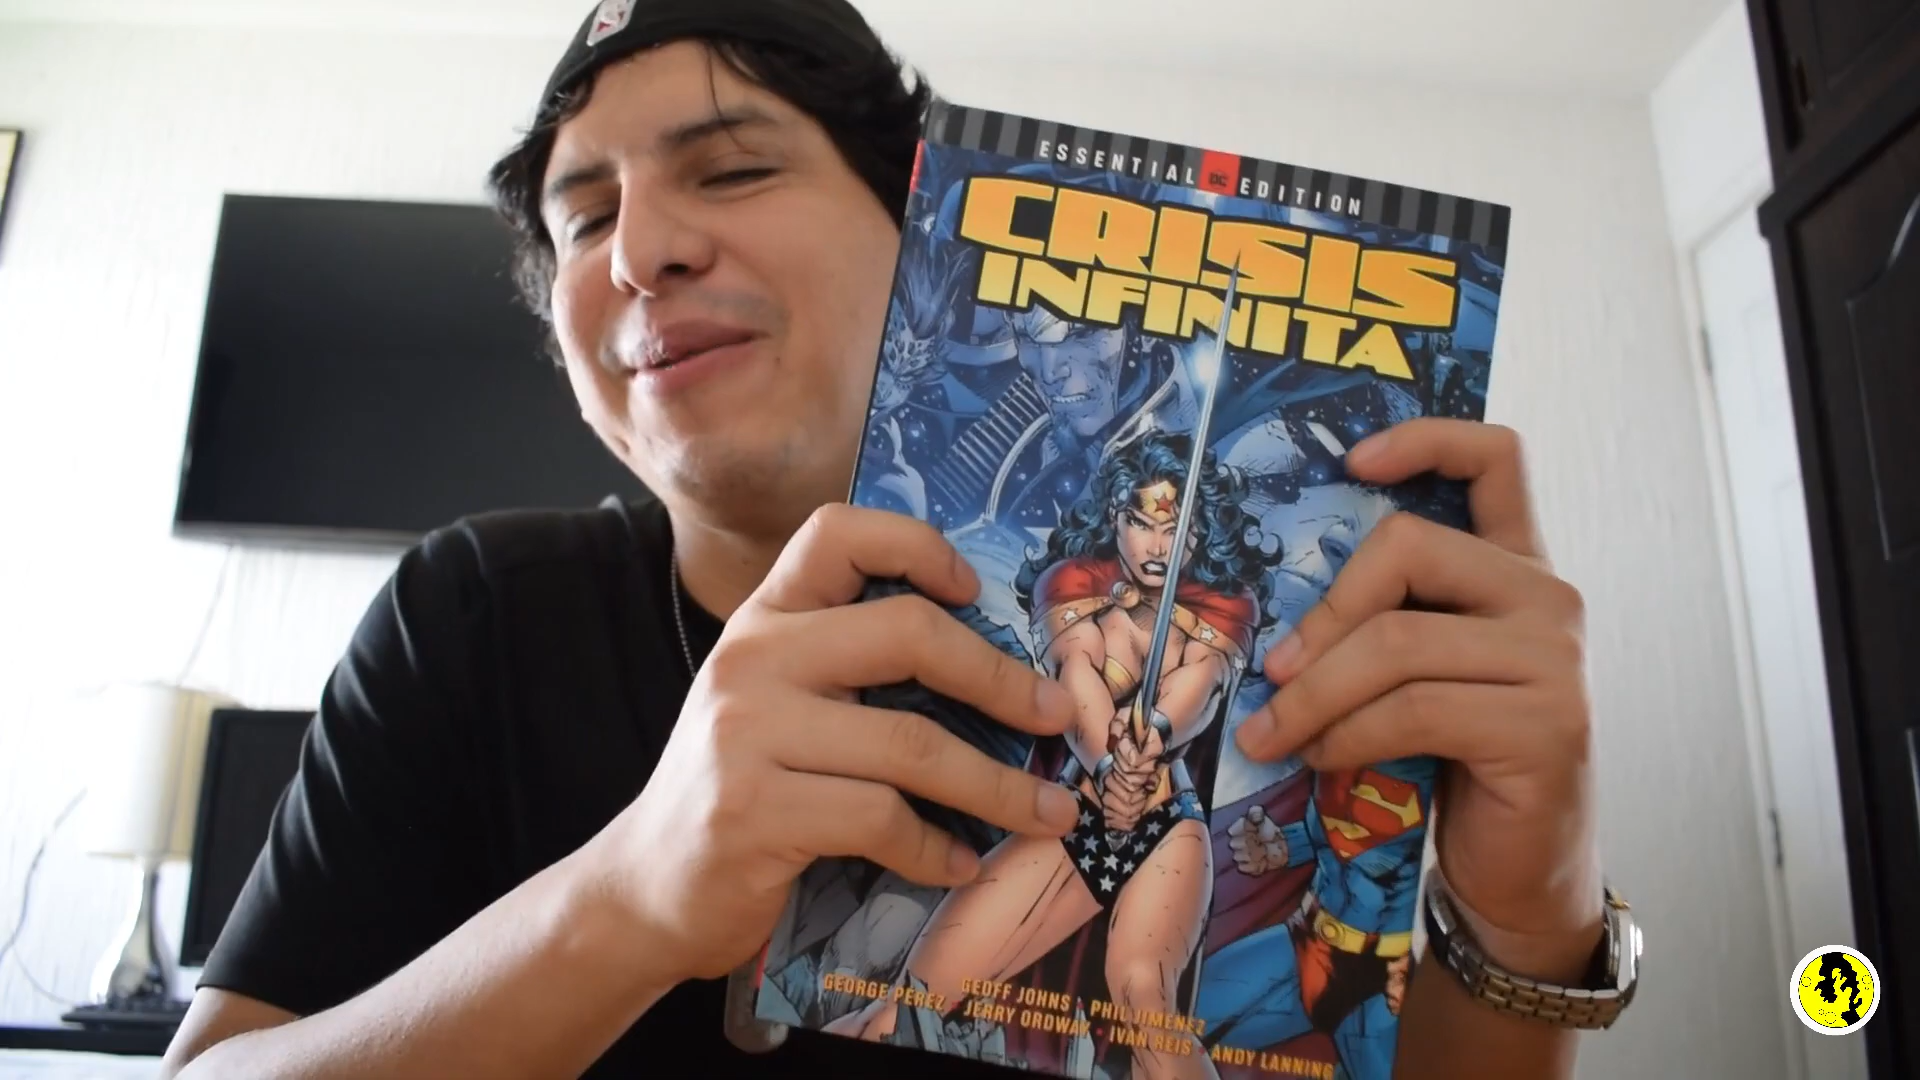 ESSENTIAL DC EDITION
CRISIS
INFINITA
GEOFF JOHNS · PHIL JIMENEZ
GEORGE PÉREZ · JERRY ORDWAY · IVAN REIS · ANDY LANNING